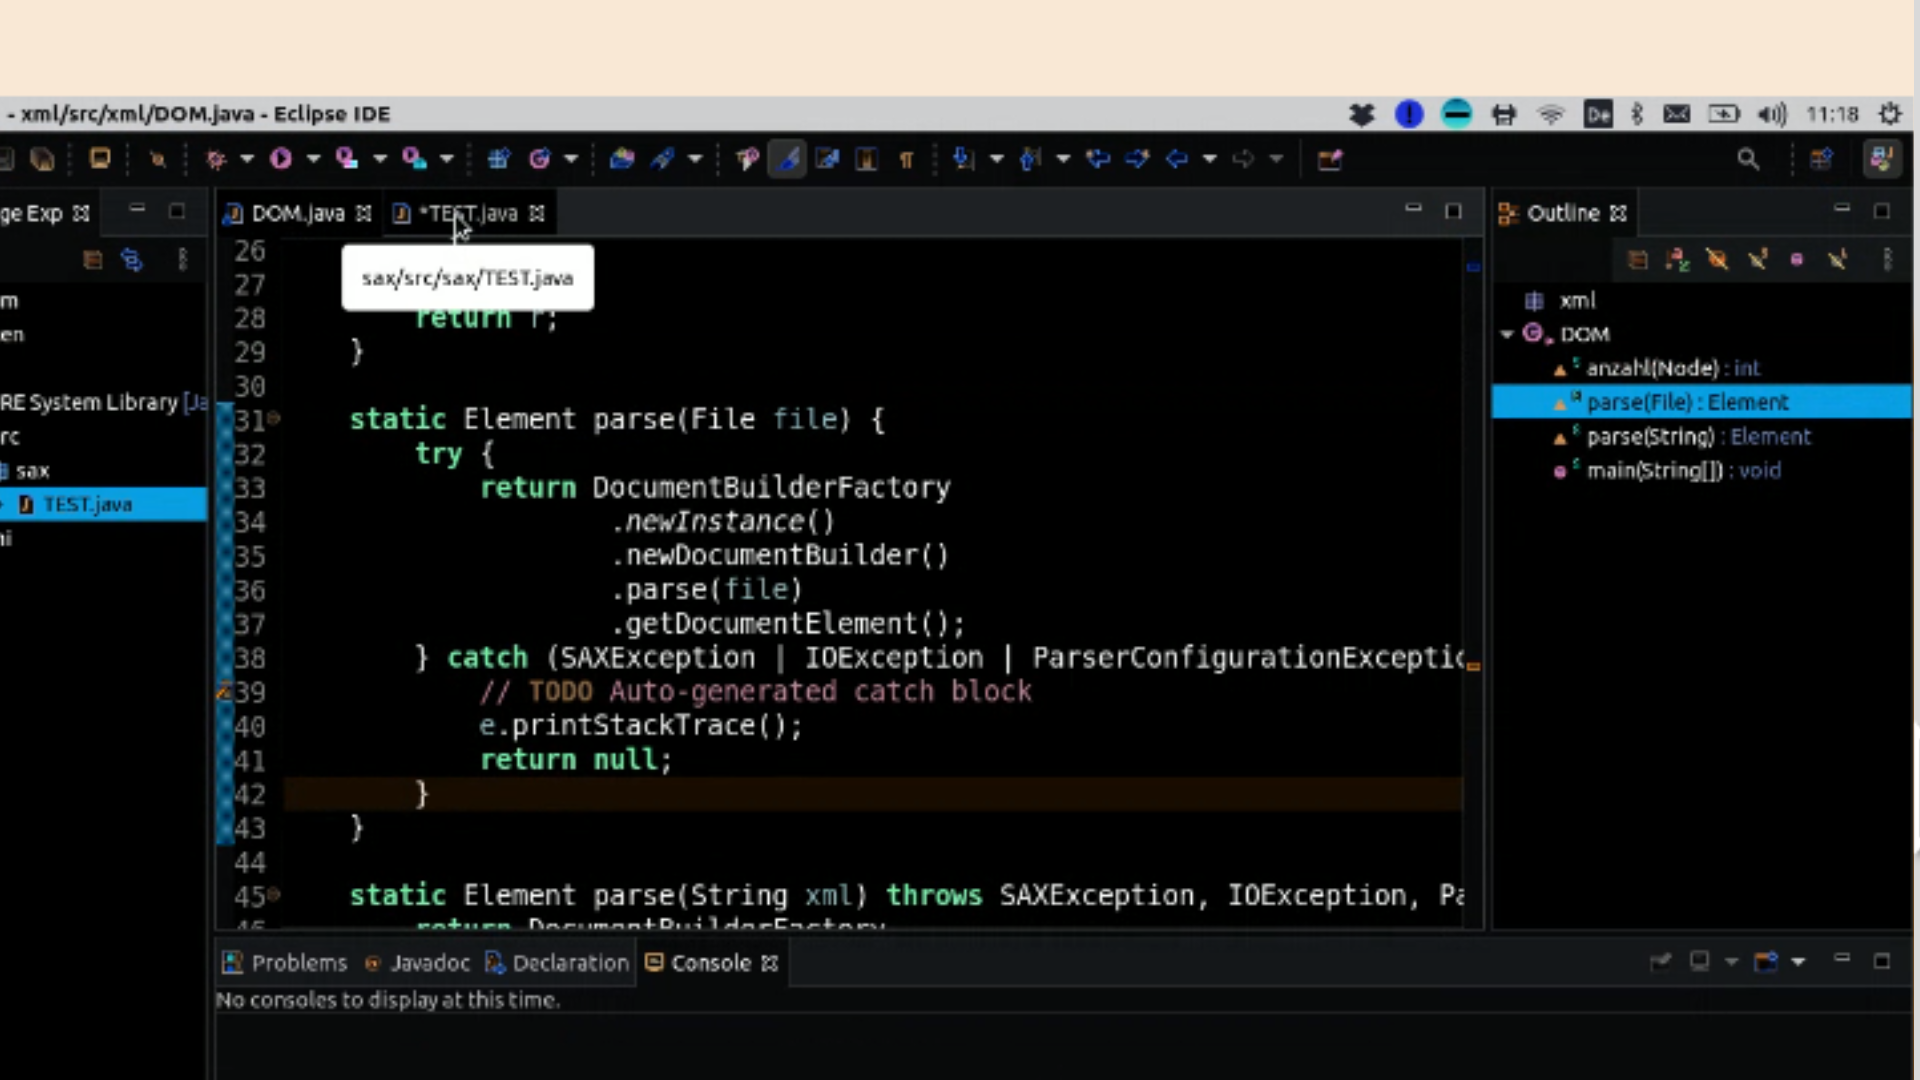 - xml/src/xml/DOM.java - Eclipse IDE
De
11:18
ge Exp
DOM.java
*TEST.java
Outline
sax/src/sax/TEST.java
m
en
RE System Library [Ja
rc
sax
TEST.java
ni
26
27
28 return r;
29 }
30
31 static Element parse(File file) {
32 try {
33 return DocumentBuilderFactory
34 .newInstance()
35 .newDocumentBuilder()
36 .parse(file)
37 .getDocumentElement();
38 } catch (SAXException | IOException | ParserConfigurationExceptio
39 // TODO Auto-generated catch block
40 e.printStackTrace();
41 return null;
42 }
43 }
44
45 static Element parse(String xml) throws SAXException, IOException, Pa
46 return DocumentBuilderFactory
xml
DOM
anzahl(Node) : int
parse(File) : Element
parse(String) : Element
main(String[]) : void
Problems
Javadoc
Declaration
Console
No consoles to display at this time.